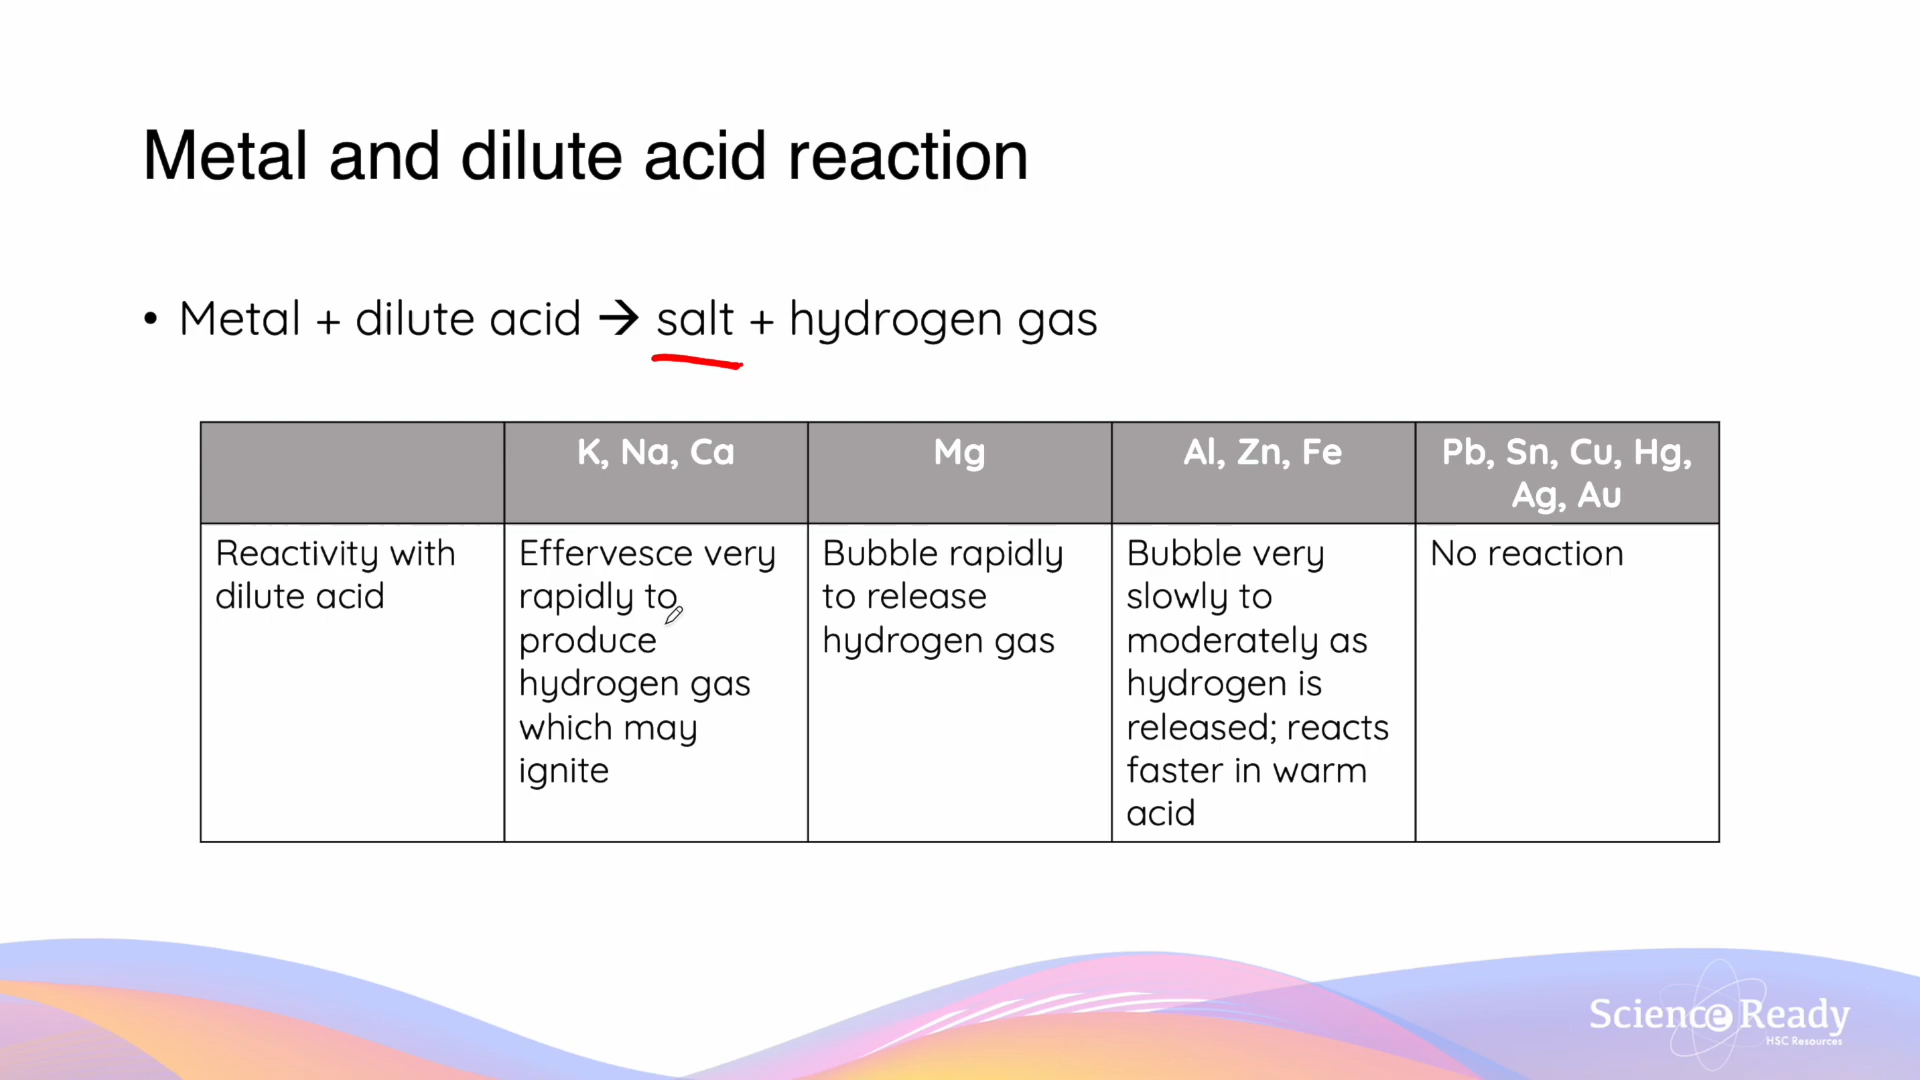 Metal and dilute acid reaction
• Metal + dilute acid → salt + hydrogen gas
K, Na, Ca
Mg
Al, Zn, Fe
Pb, Sn, Cu, Hg,
Ag, Au
Reactivity with
dilute acid
Effervesce very
rapidly to
produce
hydrogen gas
which may
ignite
Bubble rapidly
to release
hydrogen gas
Bubble very
slowly to
moderately as
hydrogen is
released; reacts
faster in warm
acid
No reaction
Science Ready
HSC Resources